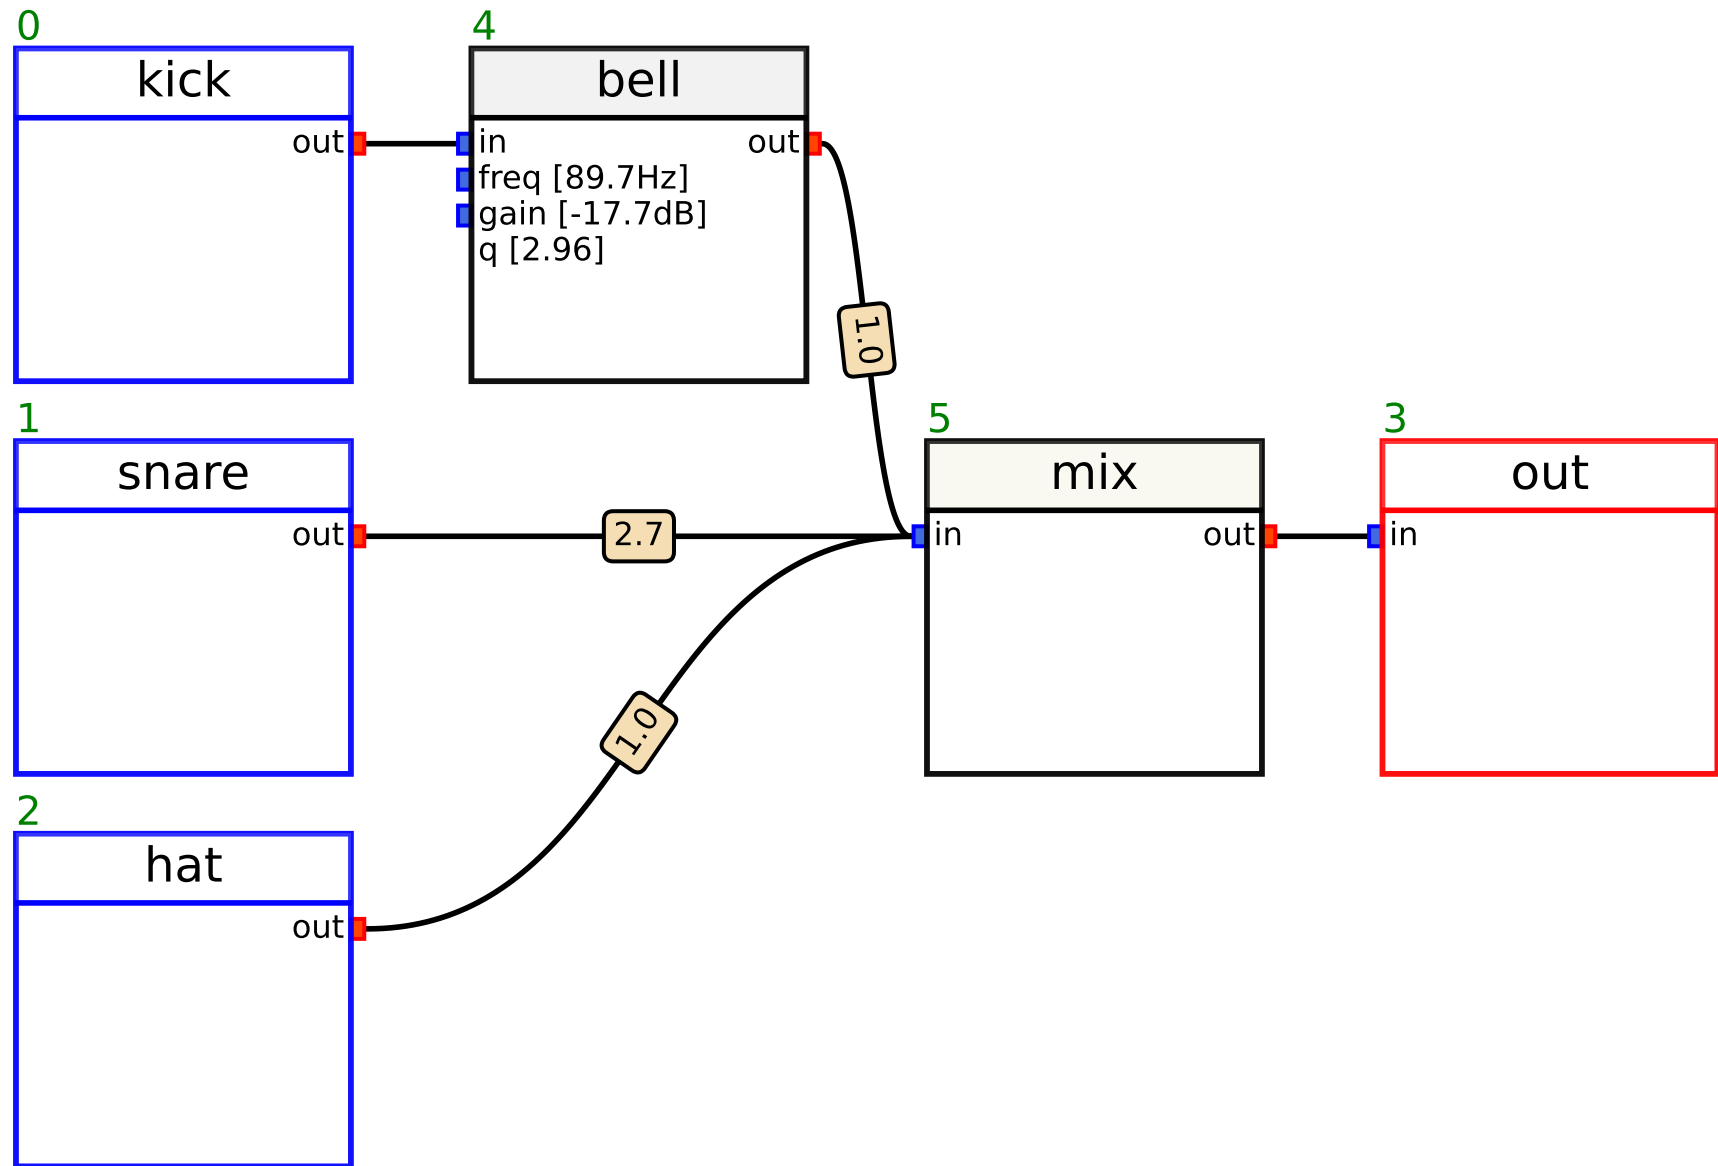 0
kick
out
4
bell
in
out
freq [89.7Hz]
gain [-17.7dB]
q [2.96]
1.0
1
snare
out
2.7
5
mix
in
out
3
out
in
1.0
2
hat
out